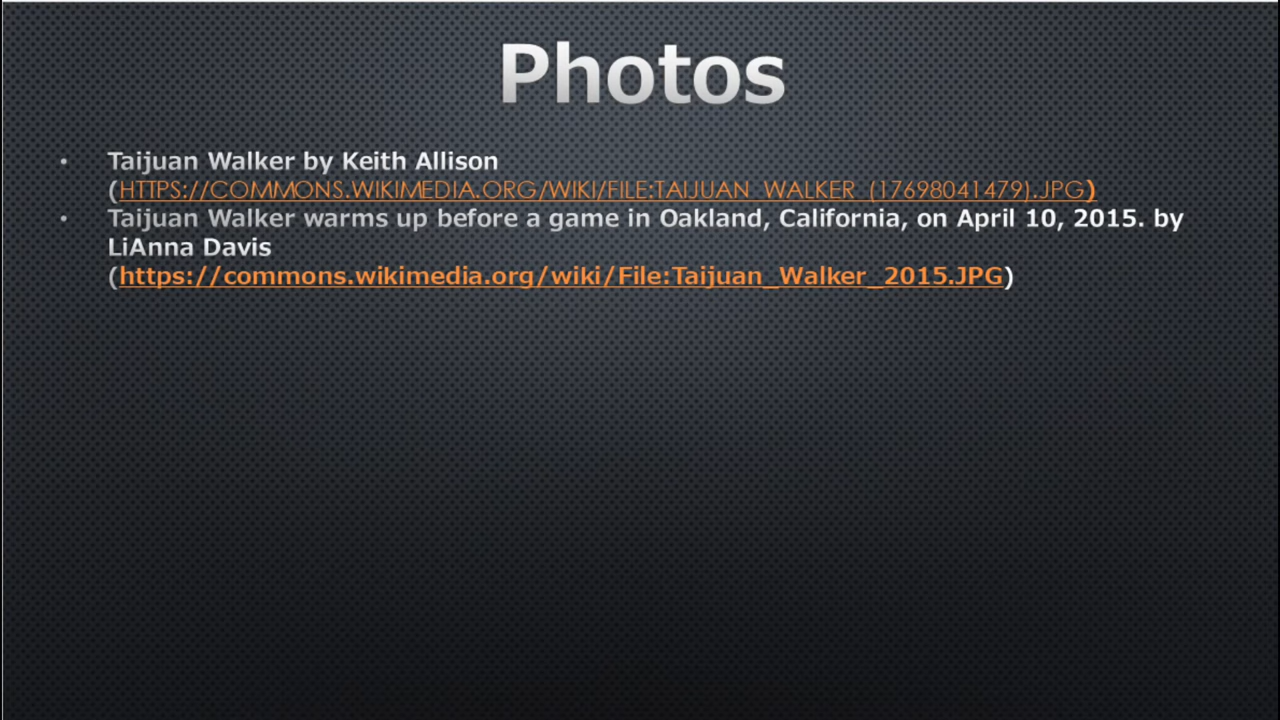 Photos
• Taijuan Walker by Keith Allison
(HTTPS://COMMONS.WIKIMEDIA.ORG/WIKI/FILE:TAIJUAN_WALKER_(17698041479).JPG)
• Taijuan Walker warms up before a game in Oakland, California, on April 10, 2015. by
LiAnna Davis
(https://commons.wikimedia.org/wiki/File:Taijuan_Walker_2015.JPG)